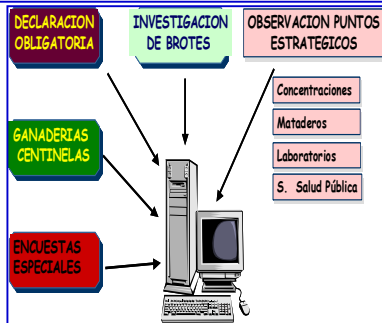 DECLARACION
OBLIGATORIA
INVESTIGACION
DE BROTES
OBSERVACION PUNTOS
ESTRATEGICOS
Concentraciones
Mataderos
Laboratorios
S. Salud Pública
GANADERIAS
CENTINELAS
ENCUESTAS
ESPECIALES